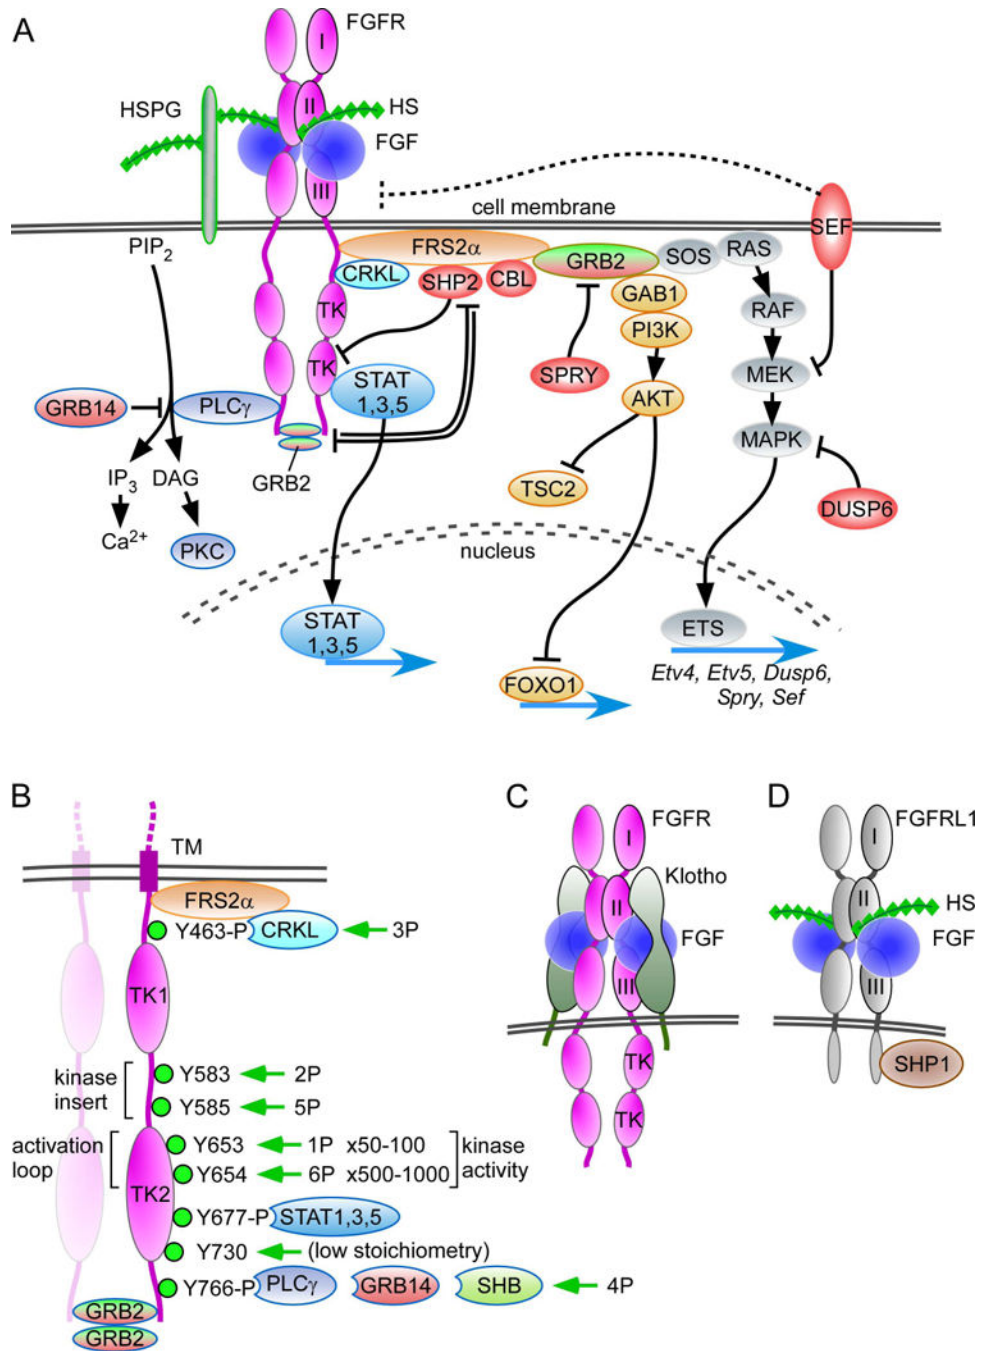 A
FGFR
I
HSPG
II
HS
FGF
III
cell membrane
SEF
PIP2
FRS2α
GRB2
SOS
RAS
CRKL
SHP2
CBL
GAB1
RAF
TK
PI3K
SPRY
MEK
TK
STAT
1,3,5
AKT
GRB14
PLCγ
MAPK
GRB2
IP3
DAG
TSC2
DUSP6
Ca2+
PKC
nucleus
STAT
1,3,5
ETS
Etv4, Etv5, Dusp6,
Spry, Sef
FOXO1
B
TM
FRS2α
Y463-P
CRKL
3P
TK1
kinase
insert
Y583
2P
Y585
5P
activation
loop
Y653
1P x50-100
Y654
6P x500-1000
kinase
activity
TK2
Y677-P
STAT1,3,5
Y730
(low stoichiometry)
Y766-P
PLCγ
GRB14
SHB
4P
GRB2
GRB2
C
FGFR
I
Klotho
II
FGF
III
TK
TK
D
FGFRL1
I
II
HS
FGF
III
SHP1